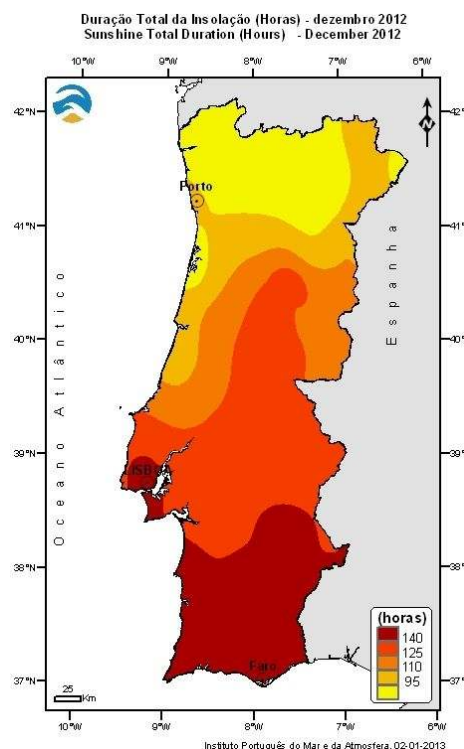 Duração Total da Insolação (Horas) - dezembro 2012
Sunshine Total Duration (Hours) - December 2012
10°W 9°W 8°W 7°W 6°W
42°N 42°N
N
Porto
41°N 41°N
Espanha
Oceano Atlântico
40°N 40°N
39°N 39°N
38°N 38°N
(horas)
140
125
110
95
Faro
37°N 37°N
25
Km
10°W 9°W 8°W 7°W 6°W
Instituto Português do Mar e da Atmosfera, 02-01-2013